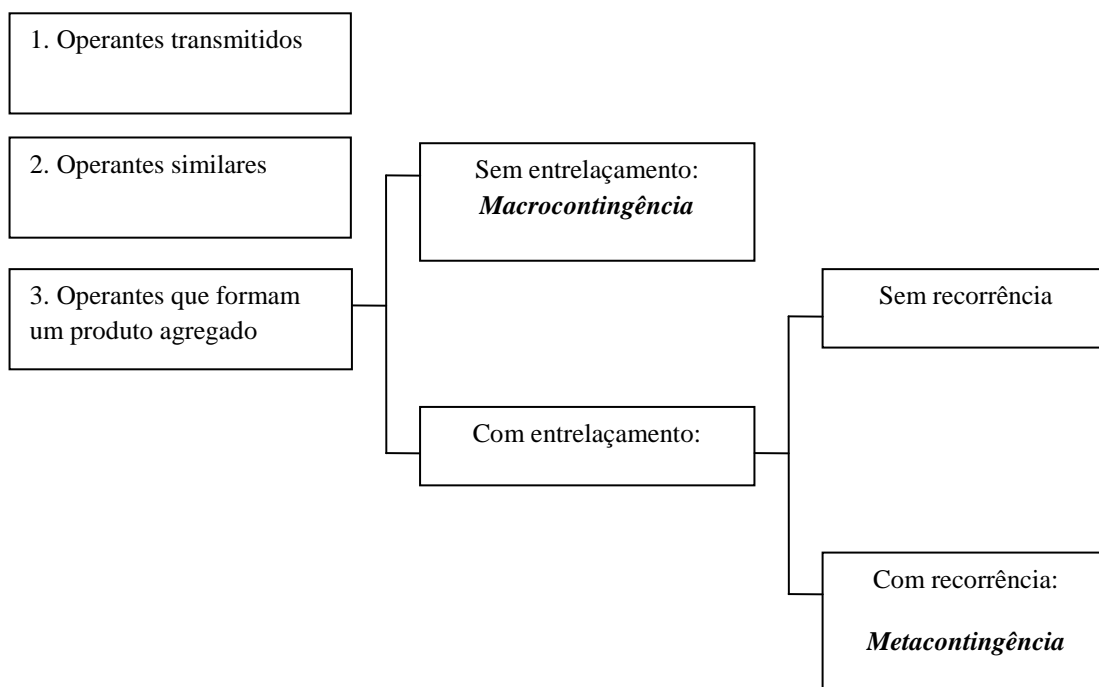 1. Operantes transmitidos
2. Operantes similares
3. Operantes que formam
um produto agregado
Sem entrelaçamento:
Macrocontingência
Com entrelaçamento:
Sem recorrência
Com recorrência:
Metacontingência